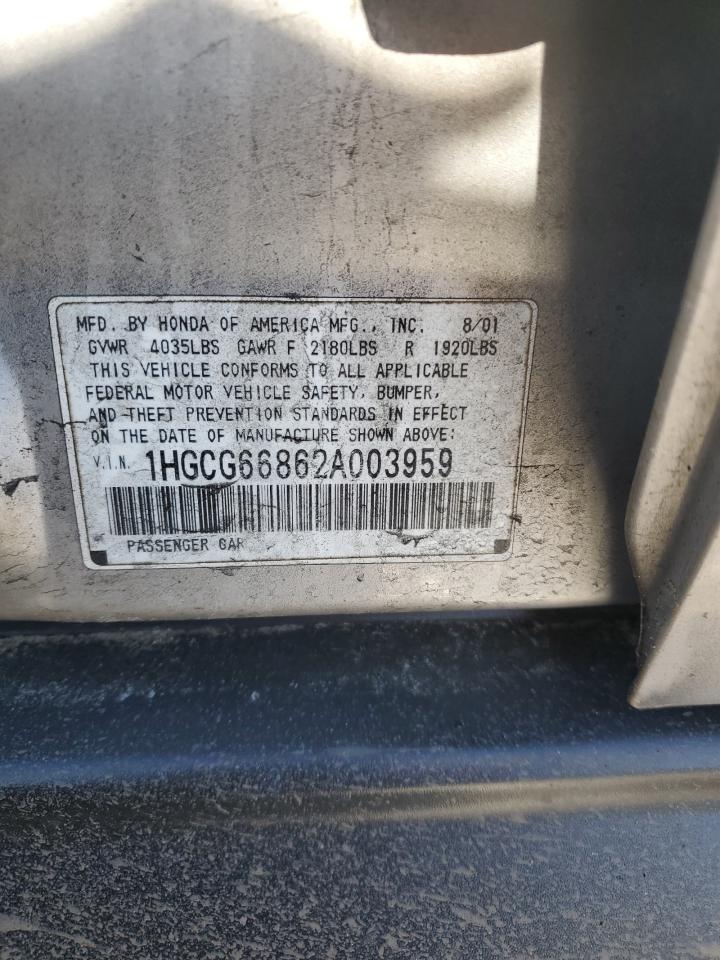 MFD. BY HONDA OF AMERICA MFG., INC. 8/01
GVWR 4035LBS GAWR F 2180LBS R 1920LBS
THIS VEHICLE CONFORMS TO ALL APPLICABLE
FEDERAL MOTOR VEHICLE SAFETY, BUMPER,
AND THEFT PREVENTION STANDARDS IN EFFECT
ON THE DATE OF MANUFACTURE SHOWN ABOVE:
V.I.N. 1HGCG66862A003959
PASSENGER CAR